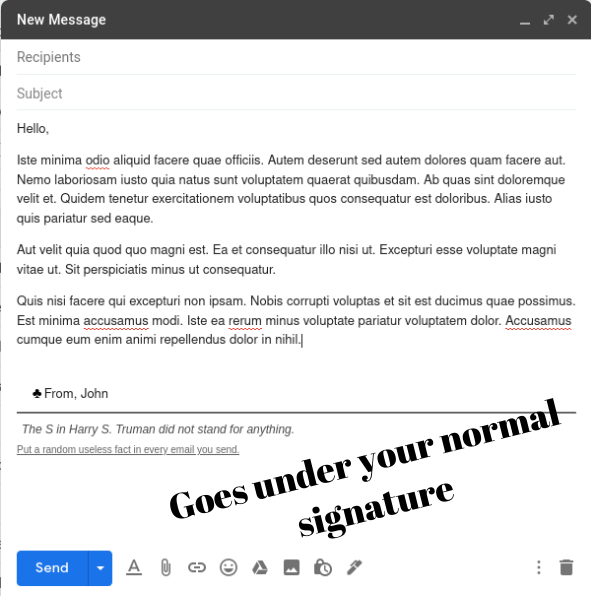 New Message
Recipients
Subject
Hello,
Iste minima odio aliquid facere quae officiis. Autem deserunt sed autem dolores quam facere aut.
Nemo laboriosam iusto quia natus sunt voluptatem quaerat quibusdam. Ab quas sint doloremque
velit et. Quidem tenetur exercitationem voluptatibus quos consequatur est doloribus. Alias iusto
quis pariatur sed eaque.
Aut velit quia quod quo magni est. Ea et consequatur illo nisi ut. Excepturi esse voluptate magni
vitae ut. Sit perspiciatis minus ut consequatur.
Quis nisi facere qui excepturi non ipsam. Nobis corrupti voluptas et sit est ducimus quae possimus.
Est minima accusamus modi. Iste ea rerum minus voluptate pariatur voluptatem dolor. Accusamus
cumque eum enim animi repellendus dolor in nihil.
♣ From, John
The S in Harry S. Truman did not stand for anything.
Put a random useless fact in every email you send.
Goes under your normal
signature
Send